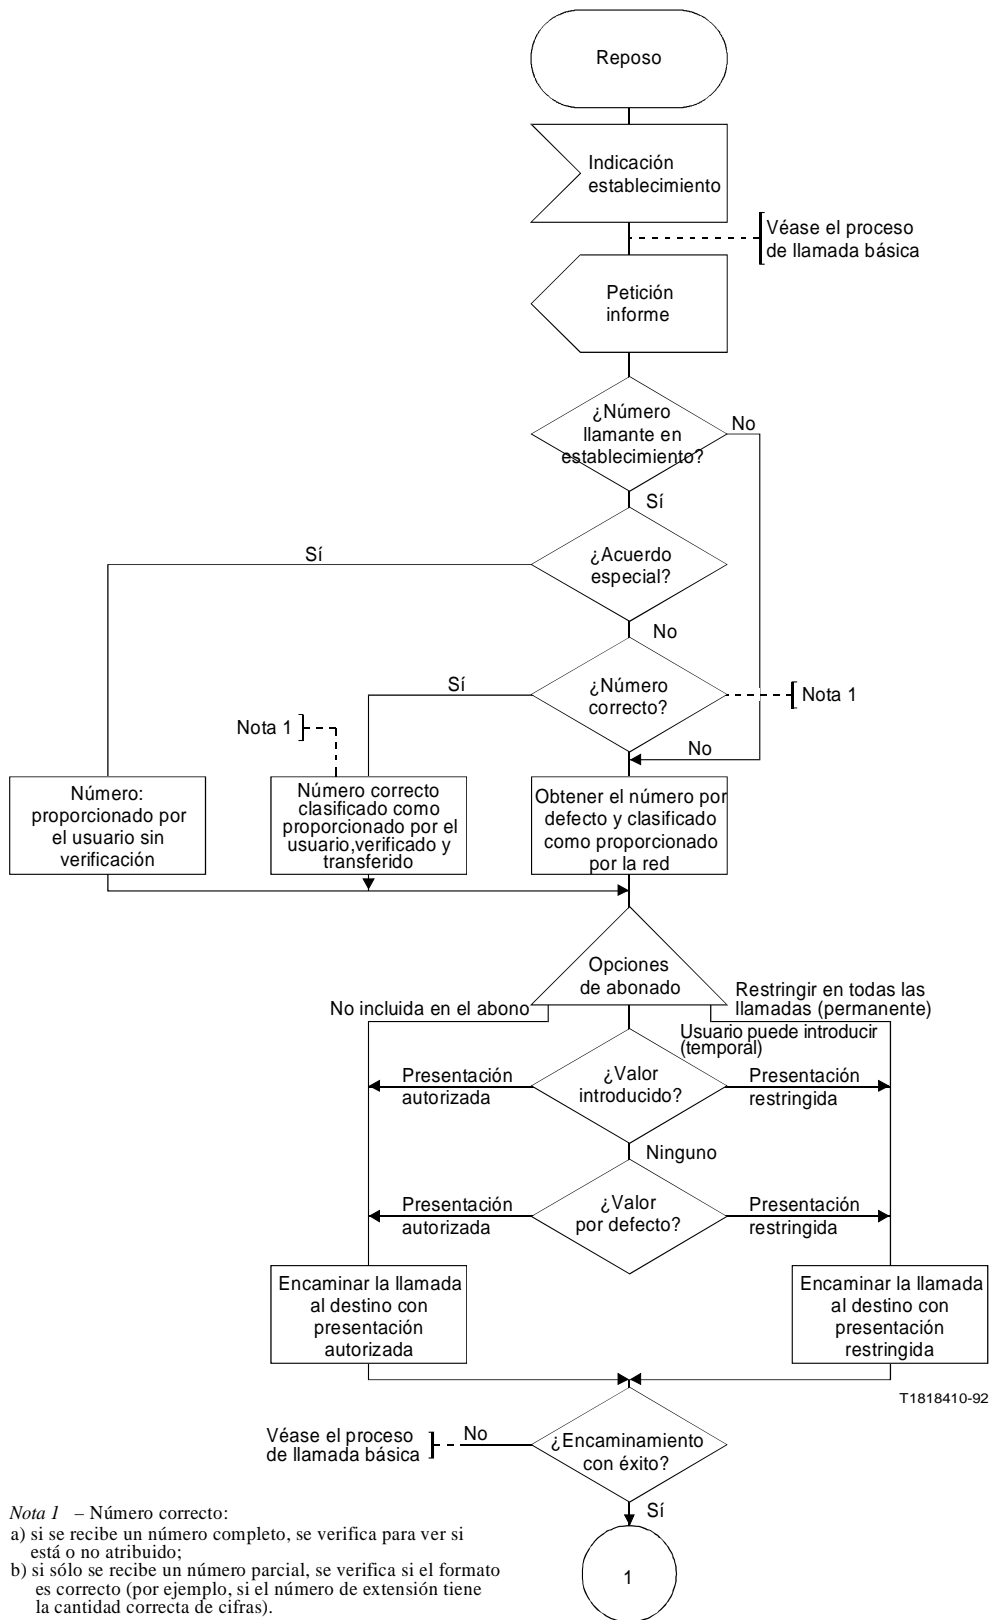 Reposo
Indicación
establecimiento
Véase el proceso
de llamada básica
Petición
informe
¿Número
llamante en
establecimiento?
No
Sí
¿Acuerdo
especial?
Sí
No
¿Número
correcto?
Sí
Nota 1
Nota 1
No
Número:
proporcionado por
el usuario sin
verificación
Número correcto
clasificado como
proporcionado por el
usuario,verificado y
transferido
Obtener el número por
defecto y clasificado
como proporcionado
por la red
Opciones
de abonado
No incluida en el abono
Restringir en todas las
llamadas (permanente)
Usuario puede introducir
(temporal)
Presentación
autorizada
¿Valor
introducido?
Presentación
restringida
Ninguno
Presentación
autorizada
¿Valor
por defecto?
Presentación
restringida
Encaminar la llamada
al destino con
presentación
autorizada
Encaminar la llamada
al destino con
presentación
restringida
T1818410-92
Véase el proceso
de llamada básica
No
¿Encaminamiento
con éxito?
Sí
1
Nota 1 – Número correcto:
a) si se recibe un número completo, se verifica para ver si
está o no atribuido;
b) si sólo se recibe un número parcial, se verifica si el formato
es correcto (por ejemplo, si el número de extensión tiene
la cantidad correcta de cifras).